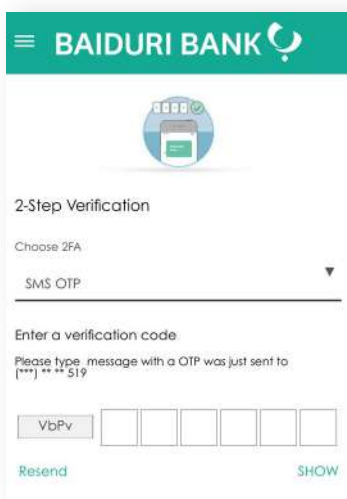 BAIDURI BANK
2-Step Verification
Choose 2FA
SMS OTP
Enter a verification code
Please type message with a OTP was just sent to
(***) ** ** 519
VbPv
Resend SHOW